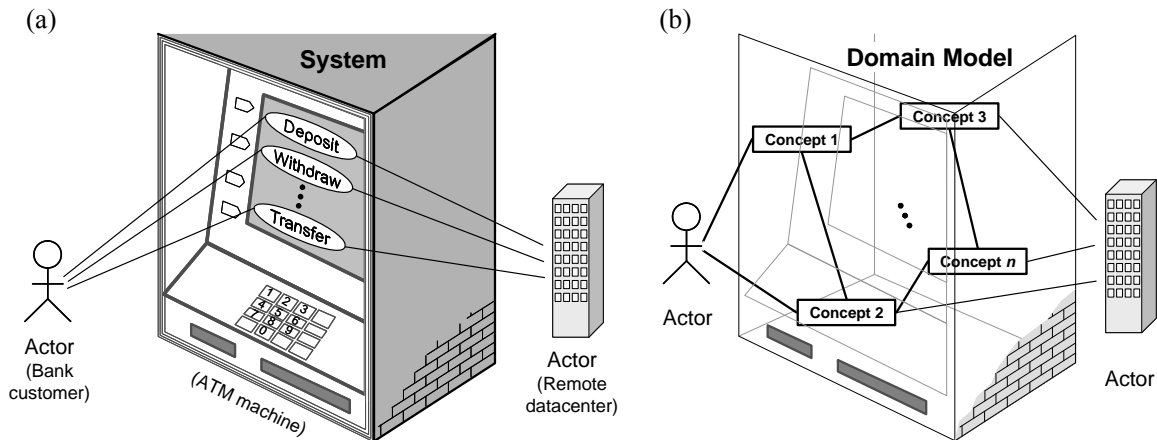 (a)
System
Deposit
Withdraw
Transfer
1 2 3
4 5 6
7 8 9
0
Actor
(Bank
customer)
(ATM machine)
Actor
(Remote
datacenter)
(b)
Domain Model
Concept 1
Concept 3
Concept n
Concept 2
Actor
Actor